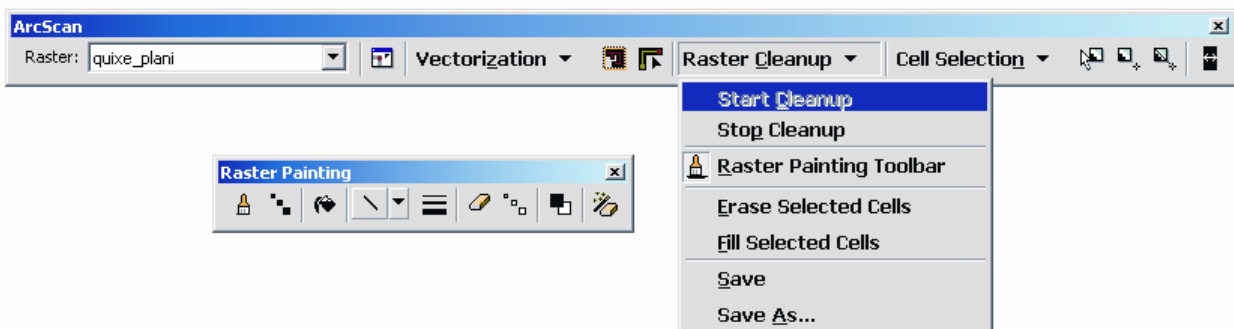 ArcScan
Raster: quixe_plani Vectorization Raster Cleanup Cell Selection
Start Cleanup
Stop Cleanup
Raster Painting Toolbar
Erase Selected Cells
Fill Selected Cells
Save
Save As...
Raster Painting